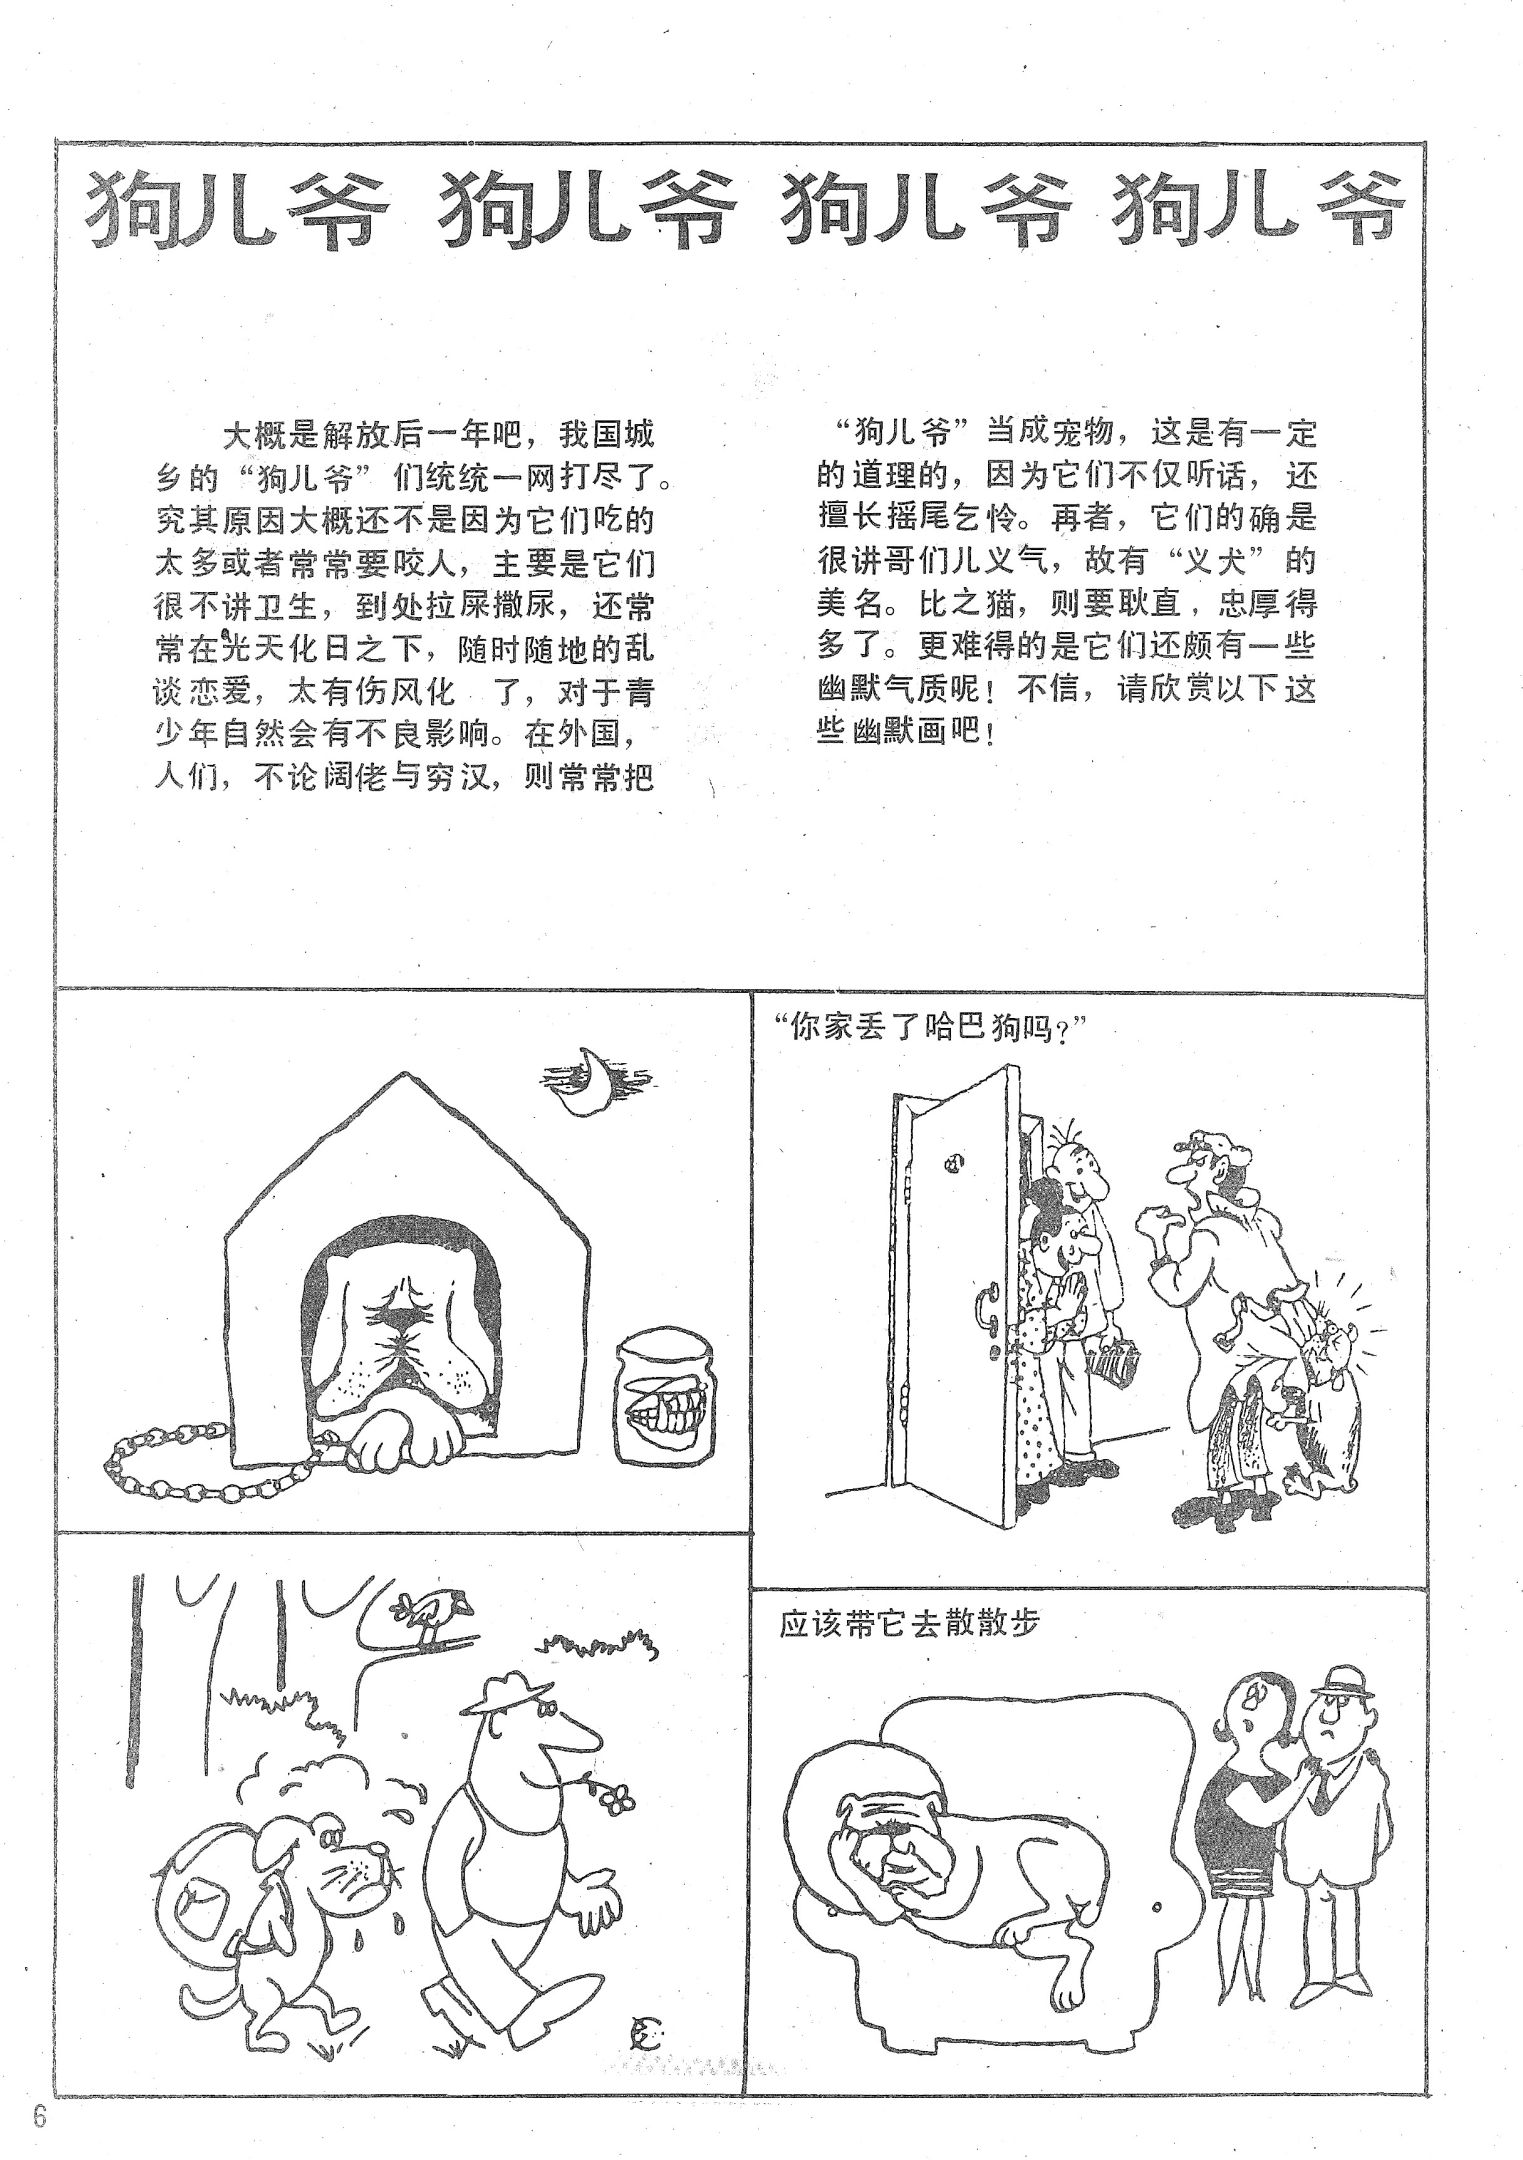 狗儿爷 狗儿爷 狗儿爷 狗儿爷
大概是解放后一年吧，我国城
乡的“狗儿爷”们统统一网打尽了。
究其原因大概还不是因为它们吃的
太多或者常常要咬人，主要是它们
很不讲卫生，到处拉屎撒尿，还常
常在光天化日之下，随时随地的乱
谈恋爱，太有伤风化 了，对于青
少年自然会有不良影响。在外国，
人们，不论阔佬与穷汉，则常常把
“狗儿爷”当成宠物，这是有一定
的道理的，因为它们不仅听话，还
擅长摇尾乞怜。再者，它们的确是
很讲哥们儿义气，故有“义犬”的
美名。比之猫，则要耿直，忠厚得
多了。更难得的是它们还颇有一些
幽默气质呢！不信，请欣赏以下这
些幽默画吧！
“你家丢了哈巴狗吗？”
应该带它去散散步
6